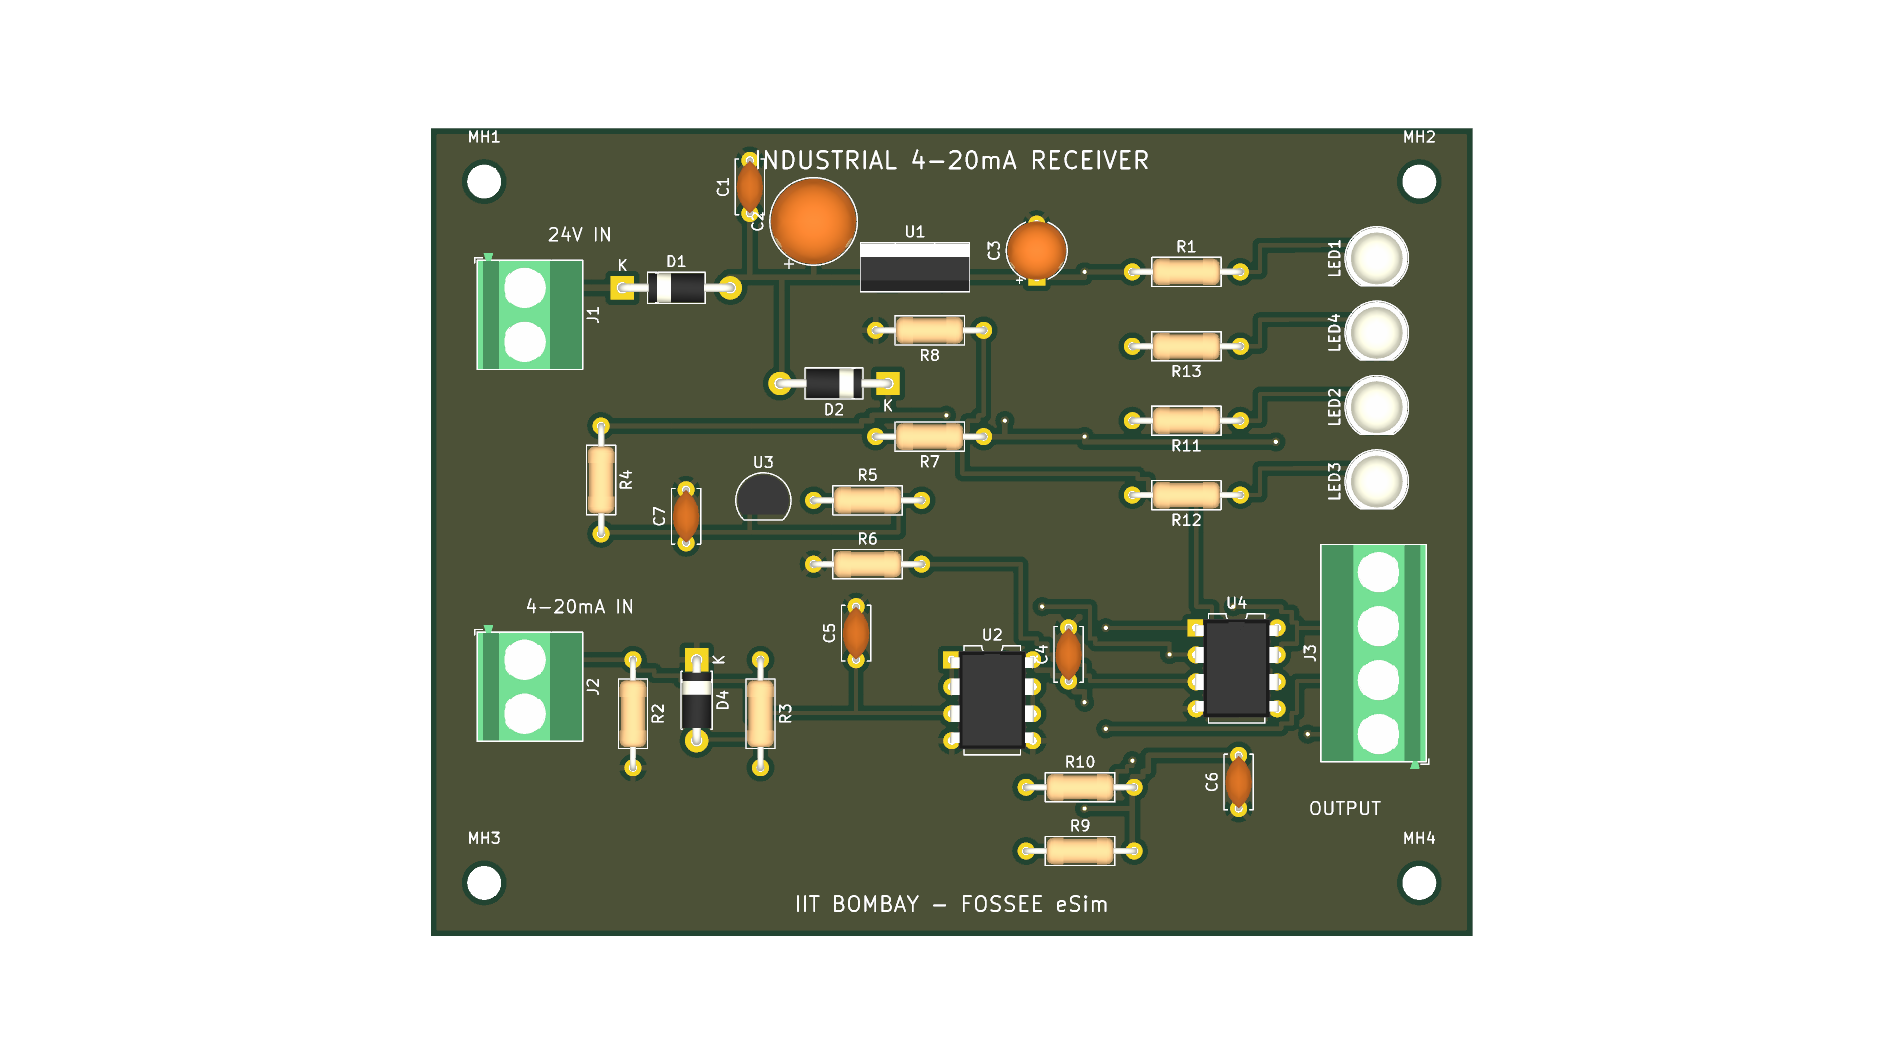 MH1
MH2
INDUSTRIAL 4-20mA RECEIVER
C1
C2
24V IN
U1
C3
R1
LED1
K
D1
+
+
J1
R8
R13
LED4
D2
K
R11
LED2
R7
R4
U3
R5
R12
LED3
C7
R6
4-20mA IN
U4
C5
U2
C4
J3
K
J2
D4
R2
R3
R10
C6
OUTPUT
R9
MH3
MH4
IIT BOMBAY - FOSSEE eSim